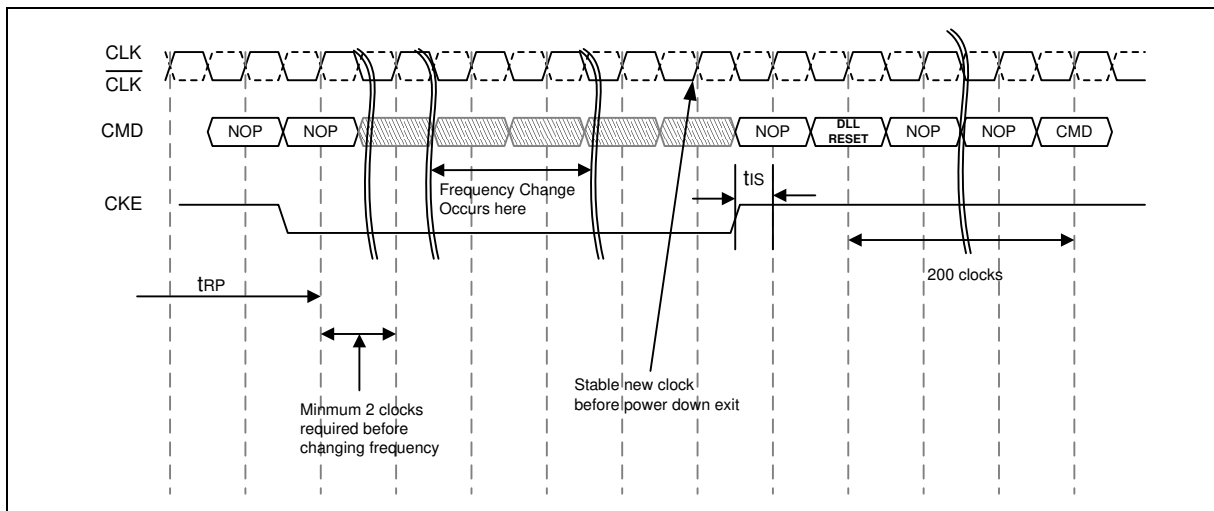 CLK
CLK
CMD
NOP
NOP
NOP
DLL
RESET
NOP
NOP
CMD
Frequency Change
Occurs here
tIS
CKE
200 clocks
tRP
Minmum 2 clocks
required before
changing frequency
Stable new clock
before power down exit